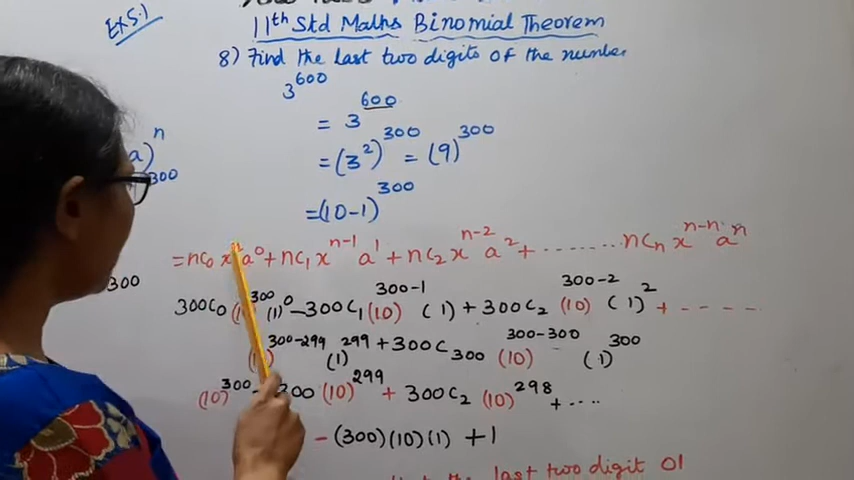 Ex 5.1
11th Std Maths Binomial Theorem
8) Find the last two digits of the number
3^600
= 3^600
= (3^2)^300 = (9)^300
a)^n
300
= (10-1)^300
= nC0 x^n a^0 + nC1 x^n-1 a^1 + nC2 x^n-2 a^2 + ........ nCn x^n-n a^n
300
300C0 (10)^300 (1)^0 - 300C1 (10)^300-1 (1) + 300C2 (10)^300-2 (1)^2 + - - - - -
(10)^300-299 (1)^299 + 300C300 (10)^300-300 (1)^300
(10)^300 - 300 (10)^299 + 300C2 (10)^298 + ....
- (300)(10)(1) + 1
the last two digit 01